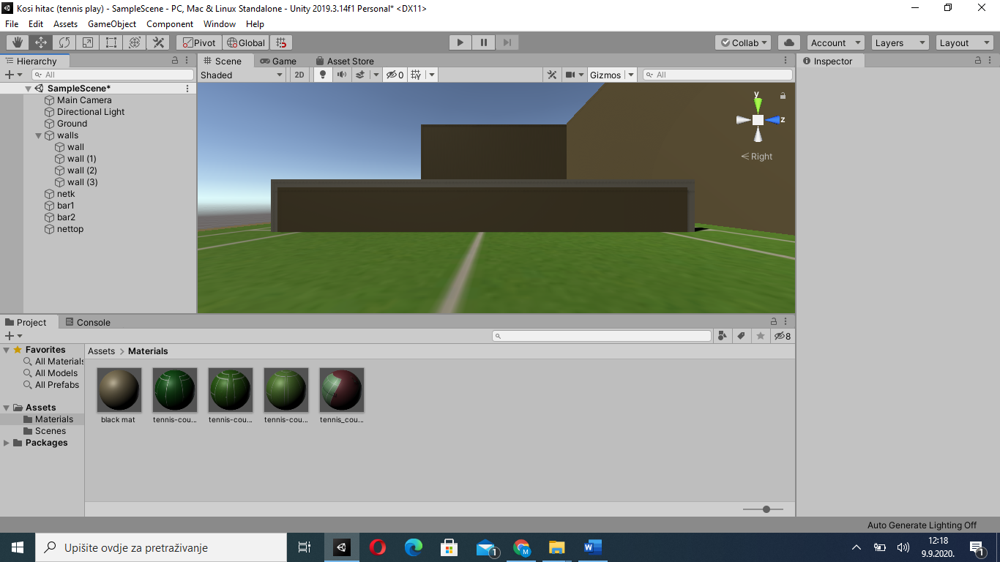 Kosi hitac (tennis play) - SampleScene - PC, Mac & Linux Standalone - Unity 2019.3.14f1 Personal* <DX11>
File Edit Assets GameObject Component Window Help
Pivot Global Collab Account Layers Layout
Hierarchy
All
SampleScene*
Main Camera
Directional Light
Ground
walls
wall
wall (1)
wall (2)
wall (3)
netk
bar1
bar2
nettop
Scene Game Asset Store
Shaded 2D 0 Gizmos All
y
z
Right
Inspector
Project Console
8
Favorites
All Materials
All Models
All Prefabs
Assets
Materials
Scenes
Packages
Assets > Materials
black mat tennis-cou... tennis-cou... tennis-cou... tennis_cou...
Auto Generate Lighting Off
Upišite ovdje za pretraživanje
1
M
W
12:18
9.9.2020.
1